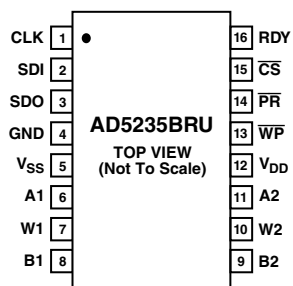 CLK 1 16 RDY
SDI 2 15 CS
SDO 3 14 PR
GND 4 13 WP
VSS 5 12 VDD
A1 6 11 A2
W1 7 10 W2
B1 8 9 B2
AD5235BRU
TOP VIEW
(Not To Scale)